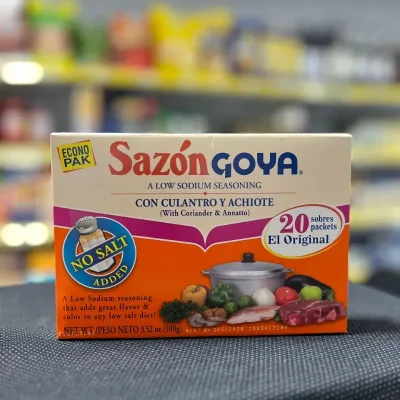 ECONO
PAK
Sazón GOYA®
A LOW SODIUM SEASONING
CON CULANTRO Y ACHIOTE
(With Coriander & Annatto)
20 sobres
packets
El Original
NO SALT
ADDED
A Low Sodium seasoning
that adds great flavor &
color to any low salt diet!
NET WT./PESO NETO 3.52 oz. (100g)